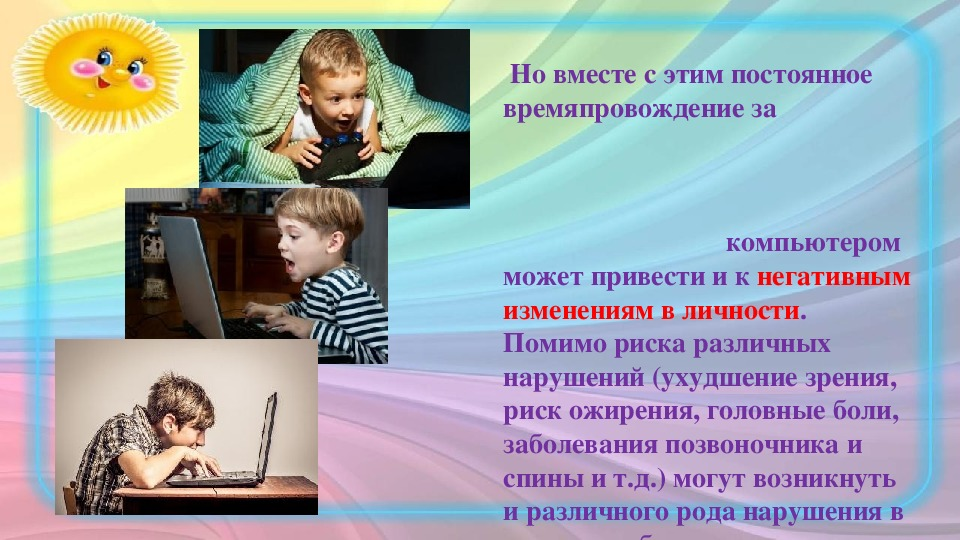 Но вместе с этим постоянное
времяпровождение за
компьютером
может привести и к негативным
изменениям в личности.
Помимо риска различных
нарушений (ухудшение зрения,
риск ожирения, головные боли,
заболевания позвоночника и
спины и т.д.) могут возникнуть
и различного рода нарушения в